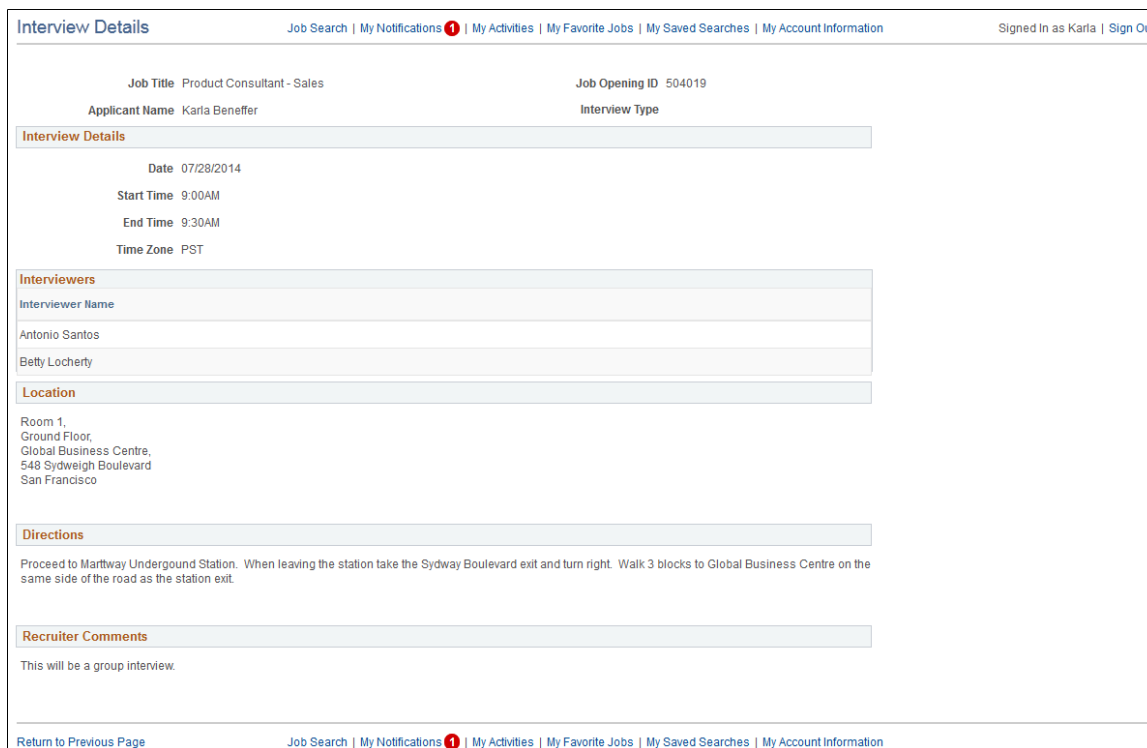 Interview Details
Job Search | My Notifications 1 | My Activities | My Favorite Jobs | My Saved Searches | My Account Information
Signed In as Karla | Sign Ou
Job Title Product Consultant - Sales
Job Opening ID 504019
Applicant Name Karla Beneffer
Interview Type
Interview Details
Date 07/28/2014
Start Time 9:00AM
End Time 9:30AM
Time Zone PST
Interviewers
Interviewer Name
Antonio Santos
Betty Locherty
Location
Room 1,
Ground Floor,
Global Business Centre,
548 Sydweigh Boulevard
San Francisco
Directions
Proceed to Marttway Undergound Station.  When leaving the station take the Sydway Boulevard exit and turn right.  Walk 3 blocks to Global Business Centre on the
same side of the road as the station exit.
Recruiter Comments
This will be a group interview.
Return to Previous Page
Job Search | My Notifications 1 | My Activities | My Favorite Jobs | My Saved Searches | My Account Information